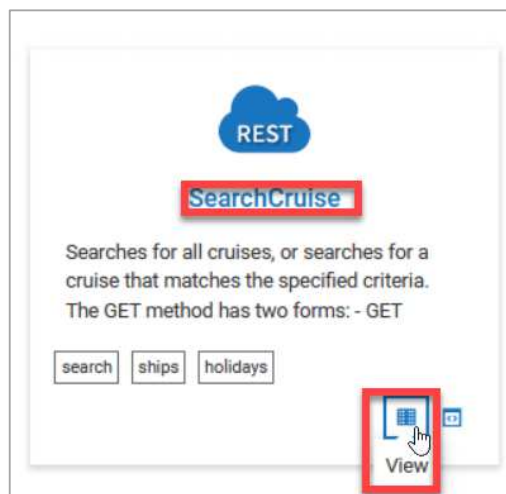 REST
SearchCruise
Searches for all cruises, or searches for a
cruise that matches the specified criteria.
The GET method has two forms: - GET
search ships holidays
View